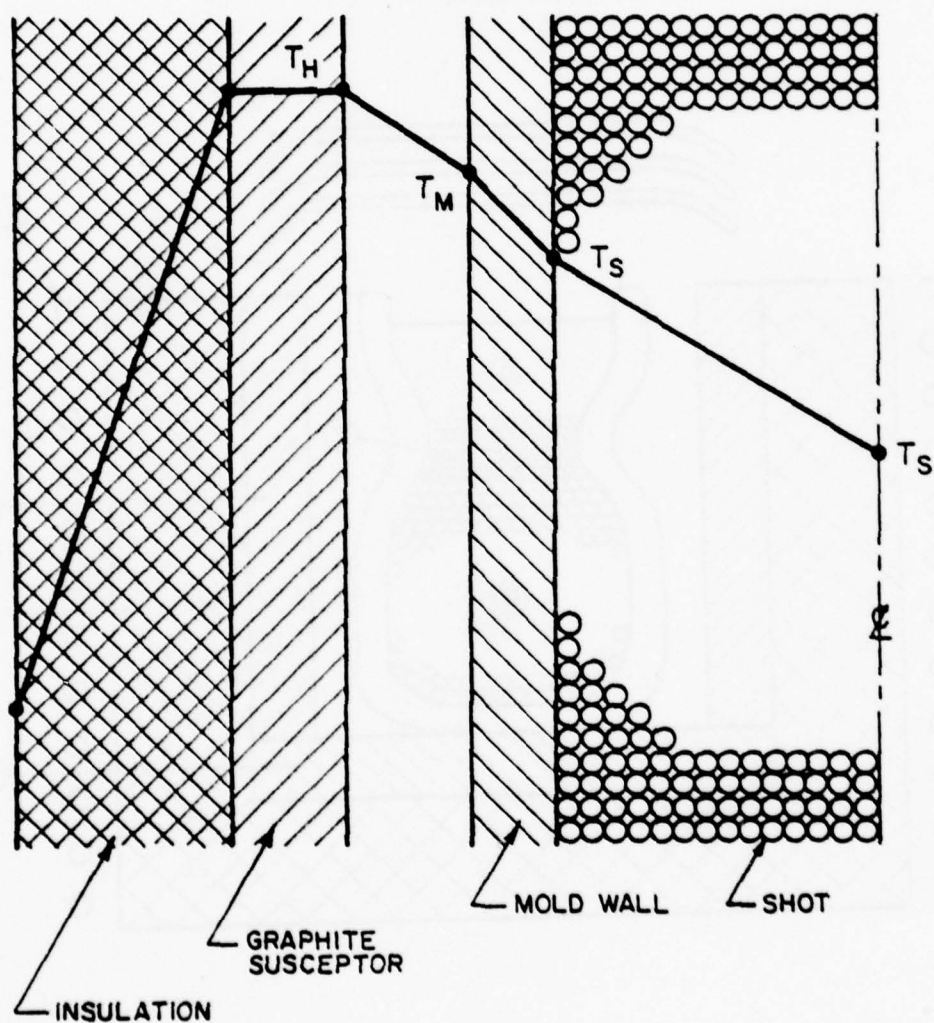 T_H
T_M
T_S
T_S
℄
MOLD WALL
SHOT
GRAPHITE
SUSCEPTOR
INSULATION